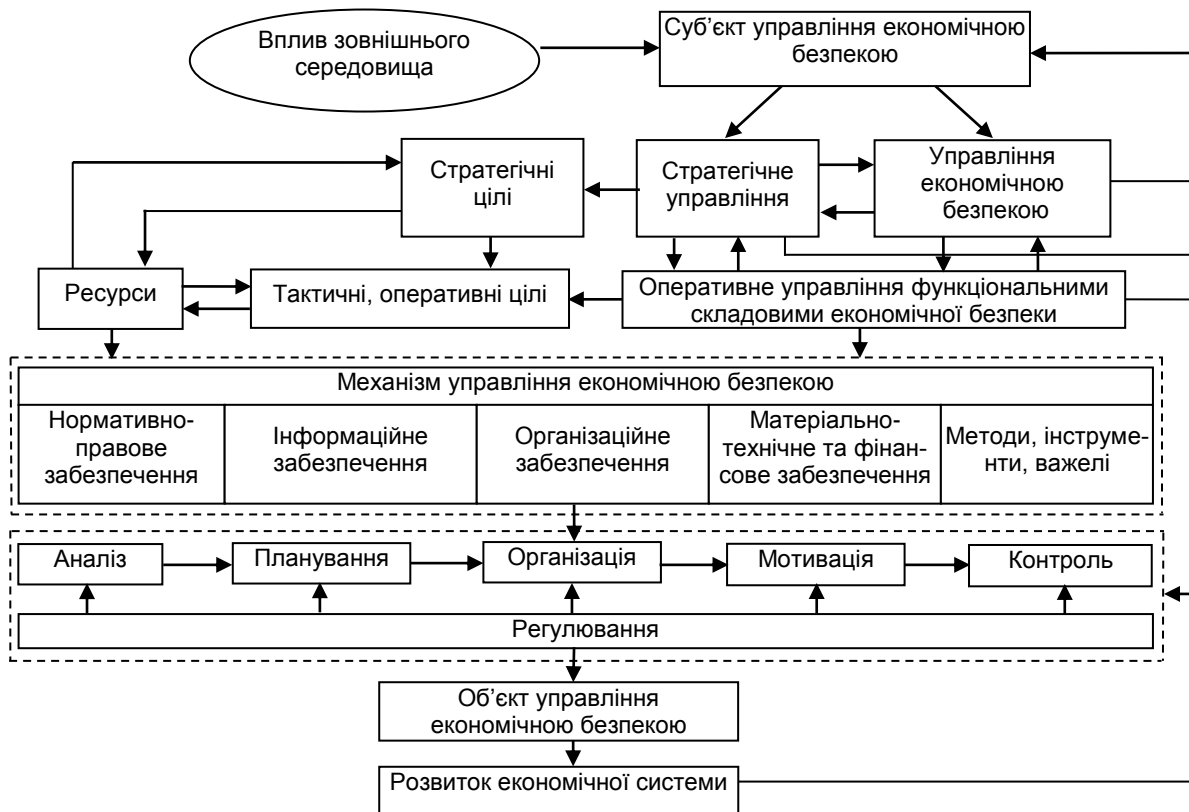 Вплив зовнішнього
середовища
Суб’єкт управління економічною
безпекою
Стратегічні
цілі
Стратегічне
управління
Управління
економічною
безпекою
Ресурси
Тактичні, оперативні цілі
Оперативне управління функціональними
складовими економічної безпеки
Механізм управління економічною безпекою
Нормативно-
правове
забезпечення
Інформаційне
забезпечення
Організаційне
забезпечення
Матеріально-
технічне та фінан-
сове забезпечення
Методи, інструме-
нти, важелі
Аналіз
Планування
Організація
Мотивація
Контроль
Регулювання
Об’єкт управління
економічною безпекою
Розвиток економічної системи